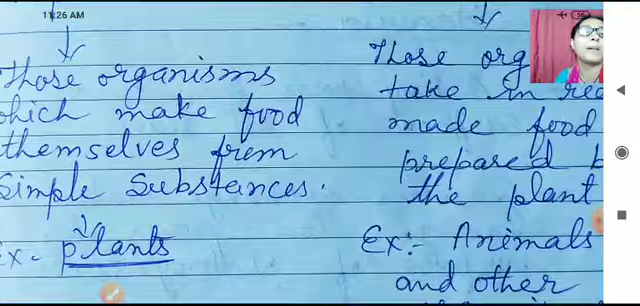 11:26 AM
Those organisms
which make food
themselves from
Simple Substances.
Ex- plants
Those org
take in
made food
prepared b
the plant
Ex:- Animals
and other